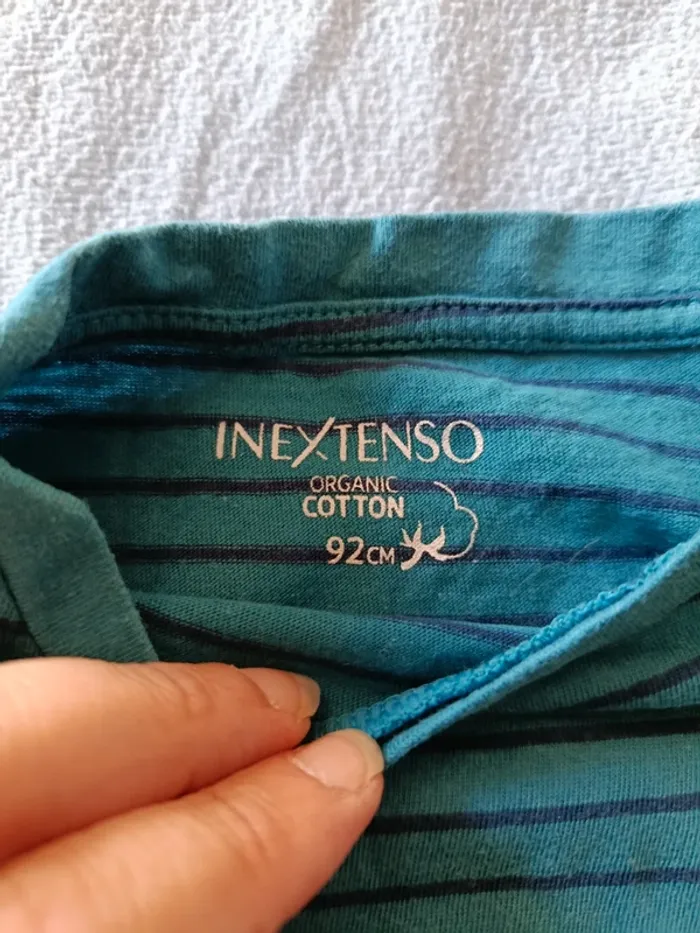 INEXTENSO
ORGANIC
COTTON
92CM